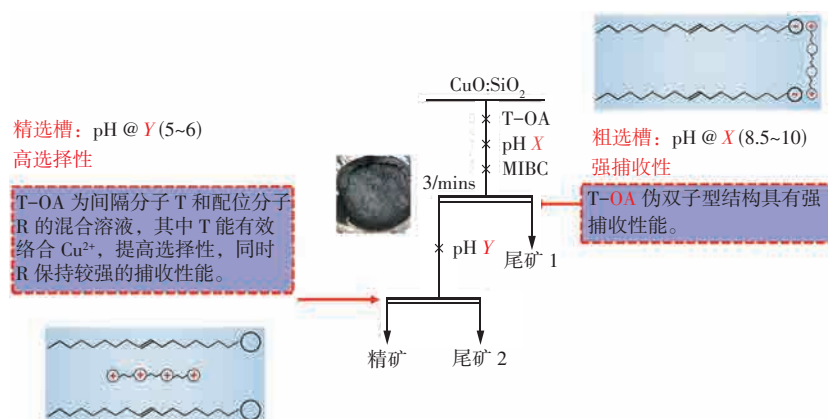 CuO:SiO₂
T-OA
pH X
MIBC
3/mins
精选槽：pH @ Y (5~6)
高选择性
T-OA 为间隔分子 T 和配位分子
R 的混合溶液，其中 T 能有效
络合 Cu²⁺，提高选择性，同时
R 保持较强的捕收性能。
粗选槽：pH @ X (8.5~10)
强捕收性
T-OA 伪双子型结构具有强
捕收性能。
尾矿 1
pH Y
精矿
尾矿 2